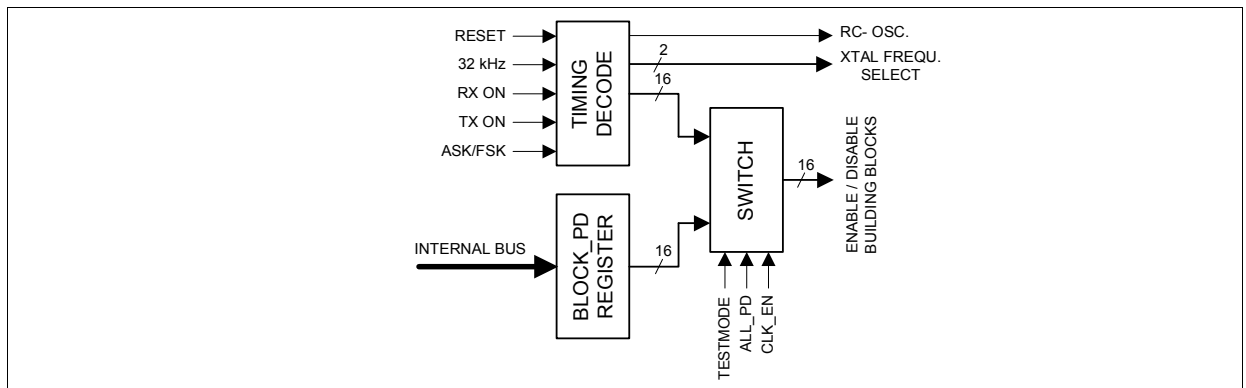 RESET
32 kHz
RX ON
TX ON
ASK/FSK
TIMING
DECODE
2
16
RC- OSC.
XTAL FREQU.
SELECT
SWITCH
16
ENABLE / DISABLE
BUILDING BLOCKS
INTERNAL BUS
BLOCK_PD
REGISTER
16
TESTMODE
ALL_PD
CLK_EN